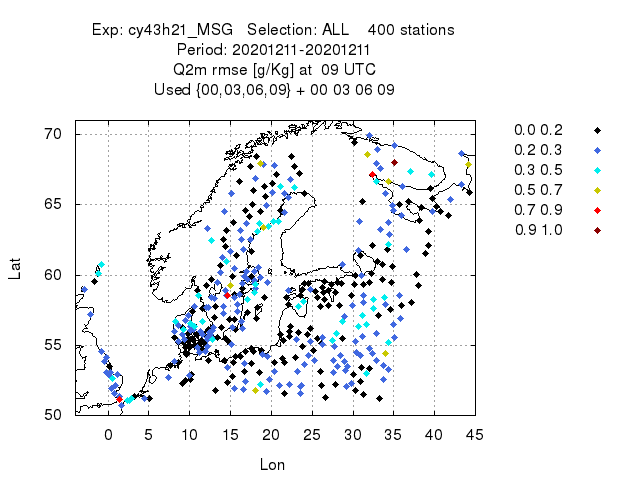 Exp: cy43h21_MSG   Selection: ALL    400 stations
Period: 20201211-20201211
Q2m rmse [g/Kg] at  09 UTC
Used {00,03,06,09} + 00 03 06 09
70
65
60
55
50
Lat
0 5 10 15 20 25 30 35 40 45
Lon
0.0 0.2
0.2 0.3
0.3 0.5
0.5 0.7
0.7 0.9
0.9 1.0